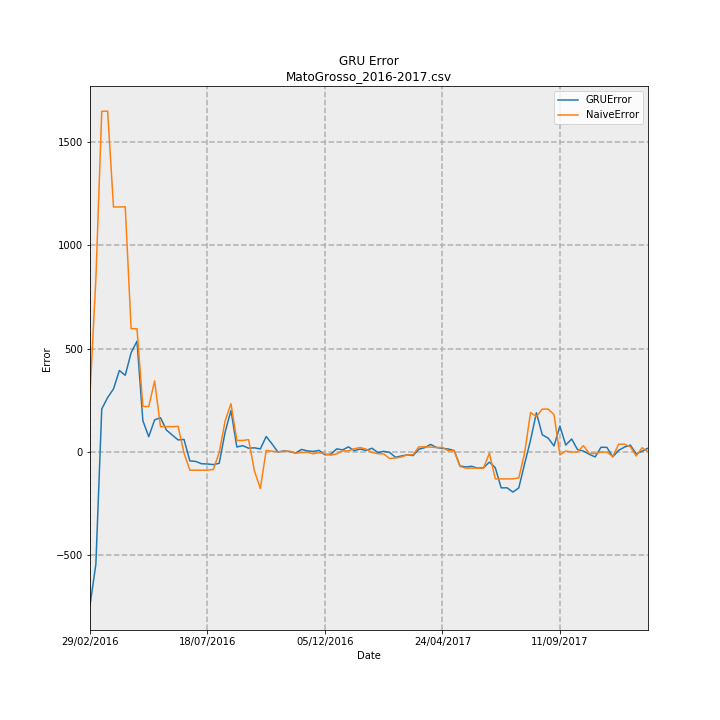 GRU Error
MatoGrosso_2016-2017.csv
GRUError
NaiveError
1500
1000
500
0
−500
Error
29/02/2016 18/07/2016 05/12/2016 24/04/2017 11/09/2017
Date